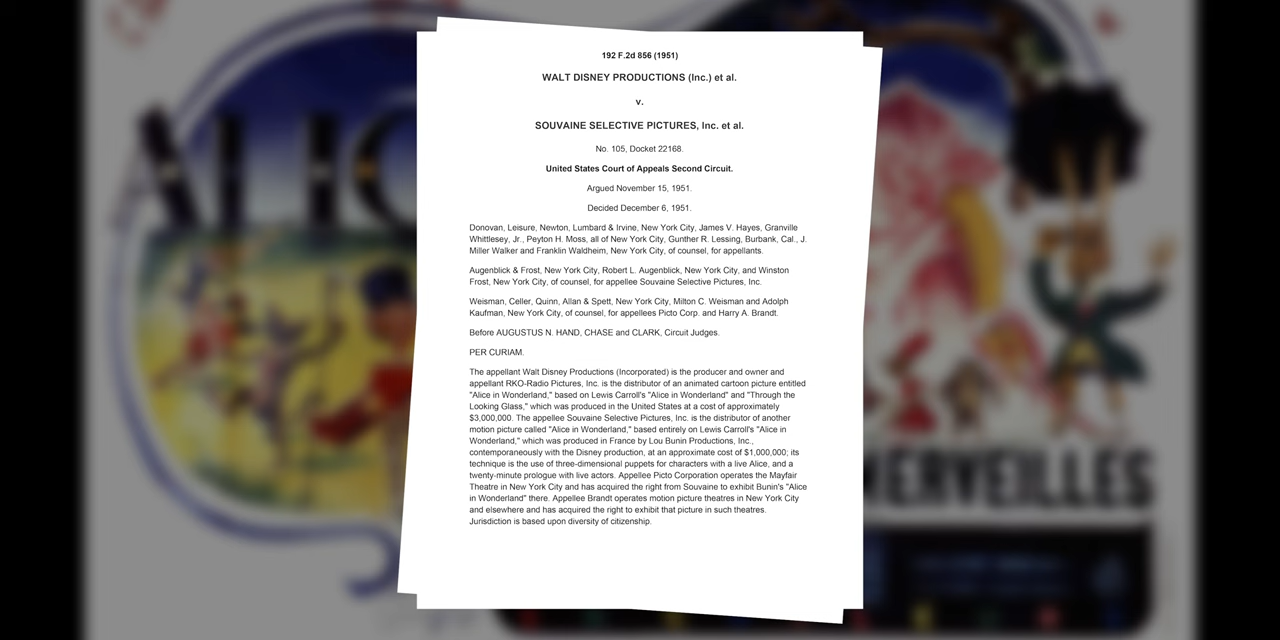 192 F.2d 856 (1951)
WALT DISNEY PRODUCTIONS (Inc.) et al.
v.
SOUVAINE SELECTIVE PICTURES, Inc. et al.
No. 105, Docket 22168.
United States Court of Appeals Second Circuit.
Argued November 15, 1951.
Decided December 6, 1951.
Donovan, Leisure, Newton, Lumbard & Irvine, New York City, James V. Hayes, Granville
Whittlesey, Jr., Peyton H. Moss, all of New York City, Gunther R. Lessing, Burbank, Cal., J.
Miller Walker and Franklin Waldheim, New York City, of counsel, for appellants.
Augenblick & Frost, New York City, Robert L. Augenblick, New York City, and Winston
Frost, New York City, of counsel, for appellee Souvaine Selective Pictures, Inc.
Weisman, Celler, Quinn, Allan & Spett, New York City, Milton C. Weisman and Adolph
Kaufman, New York City, of counsel, for appellees Picto Corp. and Harry A. Brandt.
Before AUGUSTUS N. HAND, CHASE and CLARK, Circuit Judges.
PER CURIAM.
The appellant Walt Disney Productions (Incorporated) is the producer and owner and
appellant RKO-Radio Pictures, Inc. is the distributor of an animated cartoon picture entitled
"Alice in Wonderland," based on Lewis Carroll's "Alice in Wonderland" and "Through the
Looking Glass," which was produced in the United States at a cost of approximately
$3,000,000. The appellee Souvaine Selective Pictures, Inc. is the distributor of another
motion picture called "Alice in Wonderland," based entirely on Lewis Carroll's "Alice in
Wonderland," which was produced in France by Lou Bunin Productions, Inc.,
contemporaneously with the Disney production, at an approximate cost of $1,000,000; its
technique is the use of three-dimensional puppets for characters with a live Alice, and a
twenty-minute prologue with live actors. Appellee Picto Corporation operates the Mayfair
Theatre in New York City and has acquired the right from Souvaine to exhibit Bunin's "Alice
in Wonderland" there. Appellee Brandt operates motion picture theatres in New York City
and elsewhere and has acquired the right to exhibit that picture in such theatres.
Jurisdiction is based upon diversity of citizenship.
ALIC
MERVEILLES